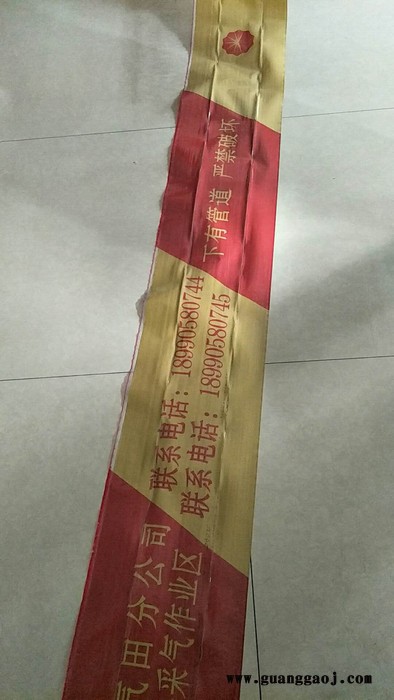 气田分公司
采气作业区
联系电话：18990580744
联系电话：18990580745
下有管道 严禁破坏
www.guanggaoj.com